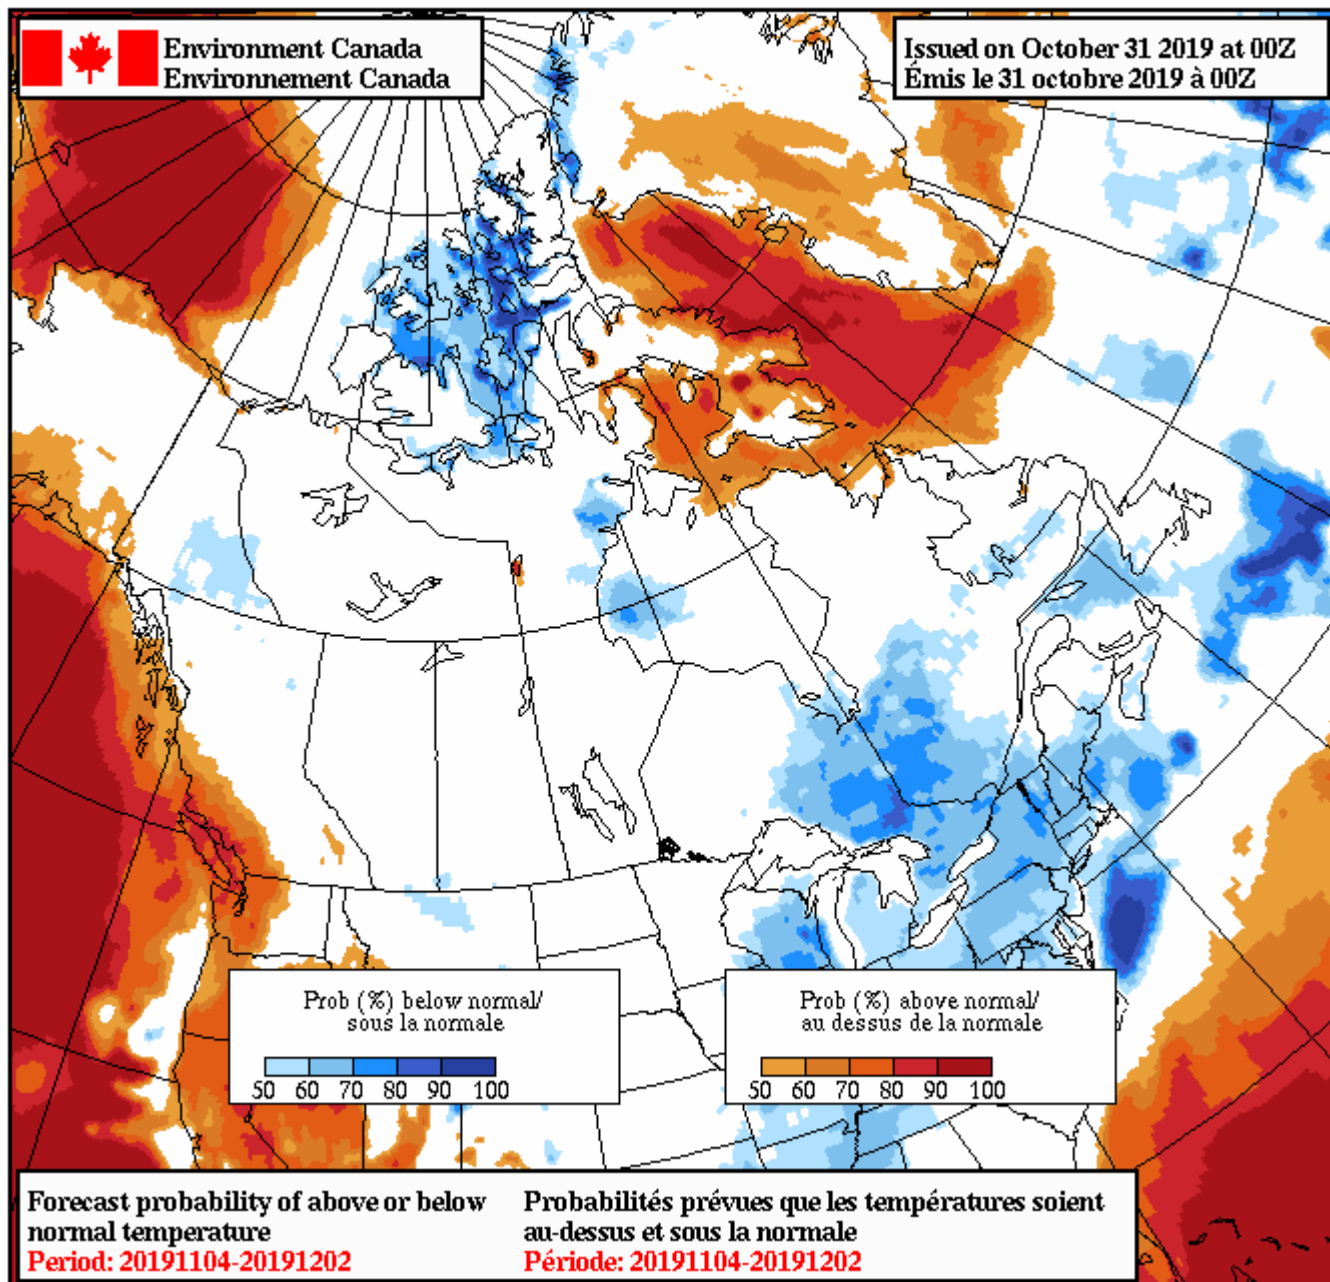 Environment Canada
Environnement Canada
Issued on October 31 2019 at 00Z
Émis le 31 octobre 2019 à 00Z
Prob (%) below normal/
sous la normale
50 60 70 80 90 100
Prob (%) above normal/
au dessus de la normale
50 60 70 80 90 100
Forecast probability of above or below
normal temperature
Period: 20191104-20191202
Probabilités prévues que les températures soient
au-dessus et sous la normale
Période: 20191104-20191202